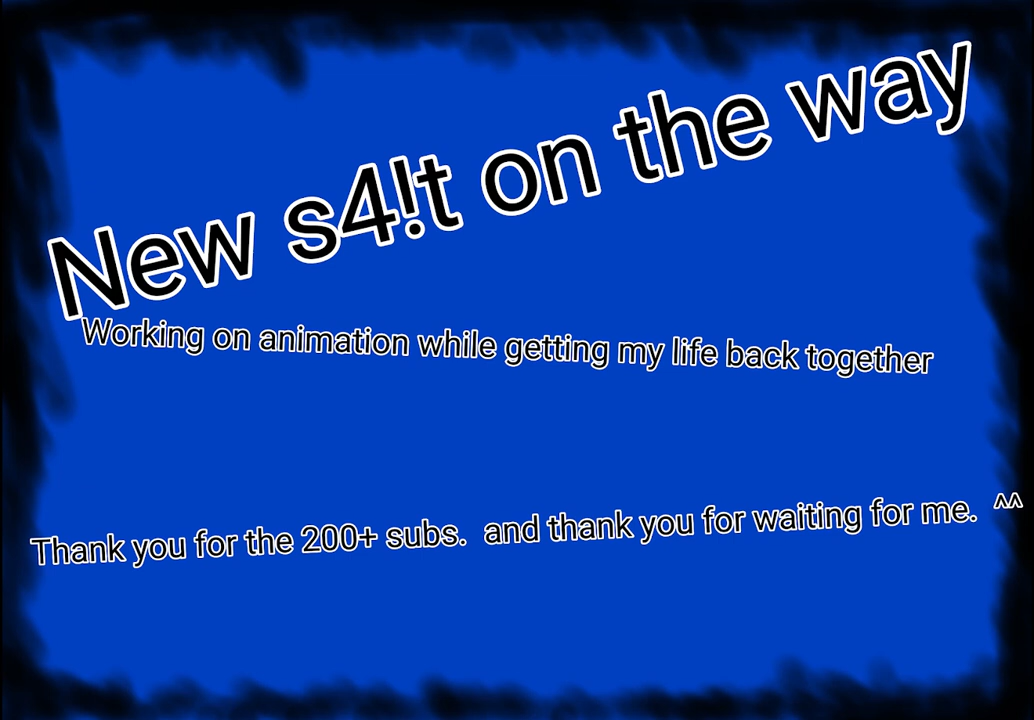 New s4!t on the way
Working on animation while getting my life back together
Thank you for the 200+ subs.  and thank you for waiting for me.  ^^